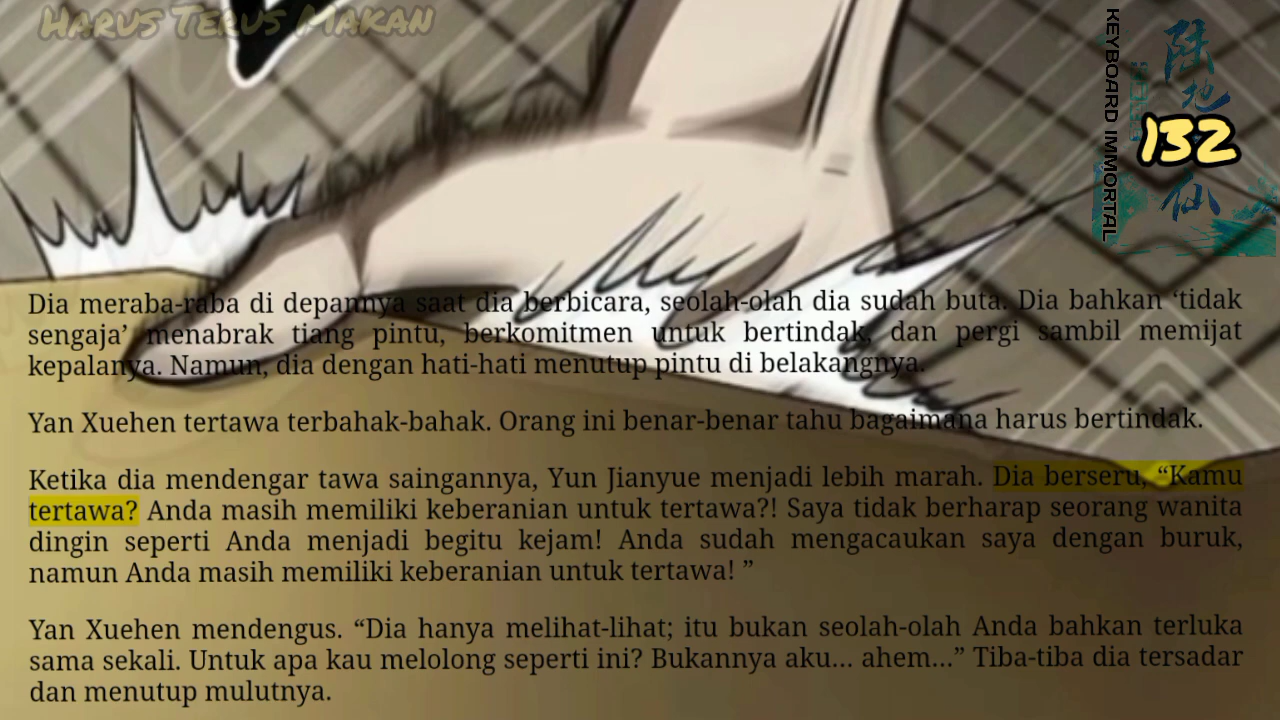 HARUS TERUS MAKAN
KEYBOARD IMMORTAL
132
Dia meraba-raba di depannya saat dia berbicara, seolah-olah dia sudah buta. Dia bahkan ‘tidak
sengaja’ menabrak tiang pintu, berkomitmen untuk bertindak, dan pergi sambil memijat
kepalanya. Namun, dia dengan hati-hati menutup pintu di belakangnya.
Yan Xuehen tertawa terbahak-bahak. Orang ini benar-benar tahu bagaimana harus bertindak.
Ketika dia mendengar tawa saingannya, Yun Jianyue menjadi lebih marah. Dia berseru, “Kamu
tertawa? Anda masih memiliki keberanian untuk tertawa?! Saya tidak berharap seorang wanita
dingin seperti Anda menjadi begitu kejam! Anda sudah mengacaukan saya dengan buruk,
namun Anda masih memiliki keberanian untuk tertawa! ”
Yan Xuehen mendengus. “Dia hanya melihat-lihat; itu bukan seolah-olah Anda bahkan terluka
sama sekali. Untuk apa kau melolong seperti ini? Bukannya aku... ahem...” Tiba-tiba dia tersadar
dan menutup mulutnya.